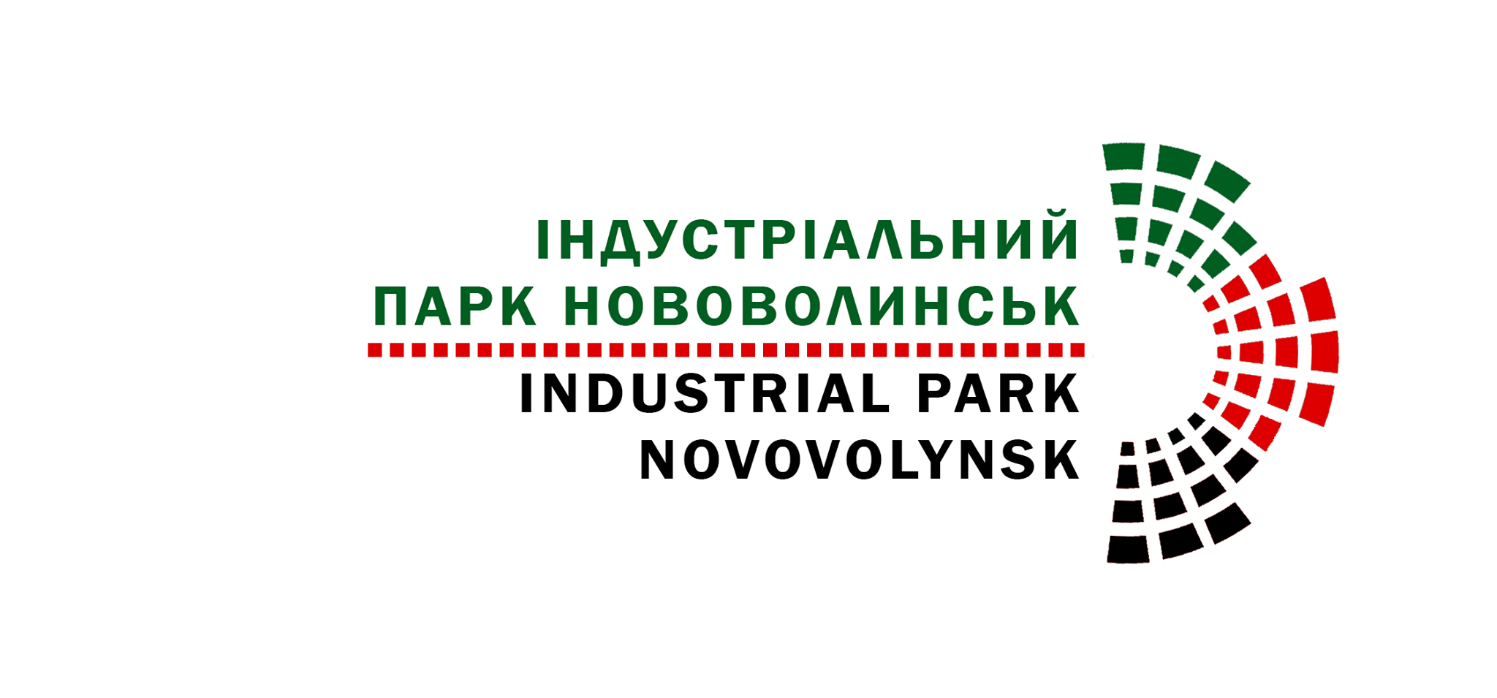 ІНДУСТРІАЛЬНИЙ
ПАРК НОВОВОЛИНСЬК
INDUSTRIAL PARK
NOVOVOLYNSK